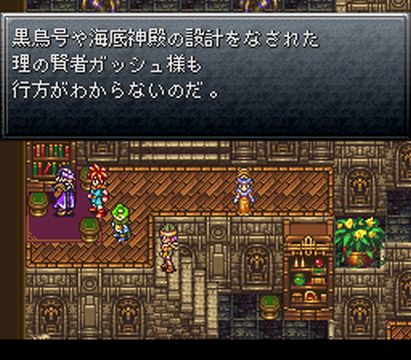 黒鳥号や海底神殿の設計をなされた
理の賢者ガッシュ様も
行方がわからないのだ。